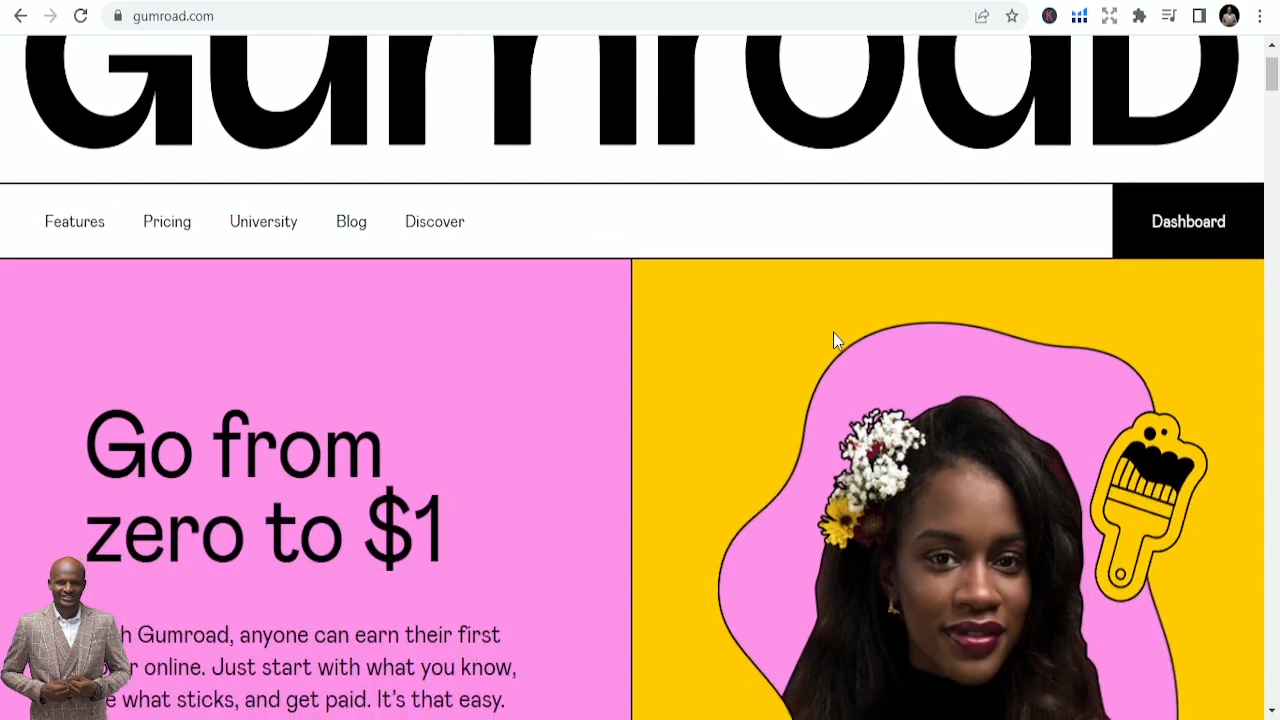 gumroad.com
Gumroad
Features Pricing University Blog Discover Dashboard
Go from
zero to $1
Gumroad, anyone can earn their first
online. Just start with what you know,
what sticks, and get paid. It's that easy.